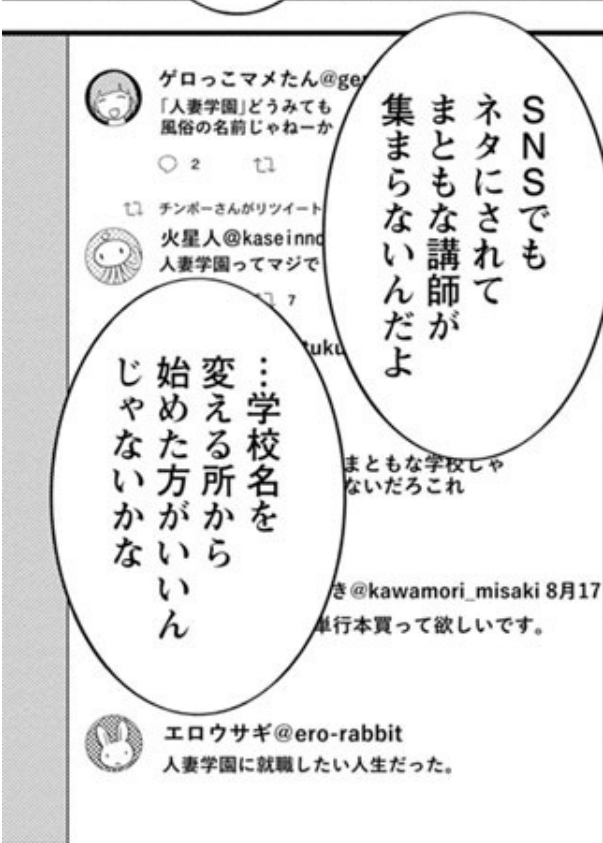 SNSでも
ネタにされて
まともな講師が
集まらないんだよ
…学校名を
変える所から
始めた方がいいん
じゃないかな
ゲロっこマメたん@ge
「人妻学園」どうみても
風俗の名前じゃねーか
2
チンポーさんがリツイート
火星人@kaseinno
人妻学園ってマジで
7
uku
まともな学校じゃ
ないだろこれ
き@kawamori_misaki 8月17
単行本買って欲しいです。
エロウサギ@ero-rabbit
人妻学園に就職したい人生だった。